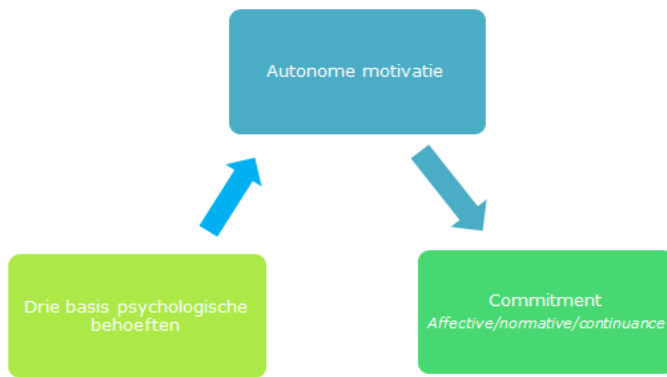 Autonome motivatie
Drie basis psychologische
behoeften
Commitment
Affective/normative/continuance